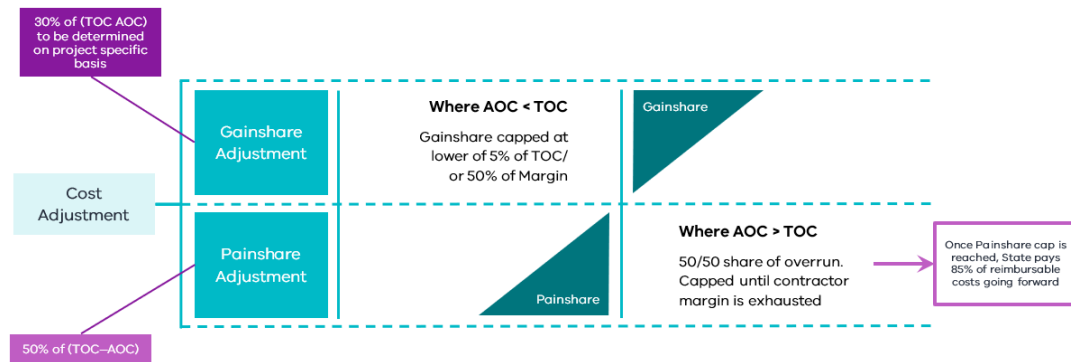 30% of (TOC AOC)
to be determined
on project specific
basis
Gainshare
Adjustment
Where AOC < TOC
Gainshare capped at
lower of 5% of TOC/
or 50% of Margin
Gainshare
Cost
Adjustment
Painshare
Adjustment
Painshare
Where AOC > TOC
50/50 share of overrun.
Capped until contractor
margin is exhausted
Once Painshare cap is
reached, State pays
85% of reimbursable
costs going forward
50% of (TOC–AOC)